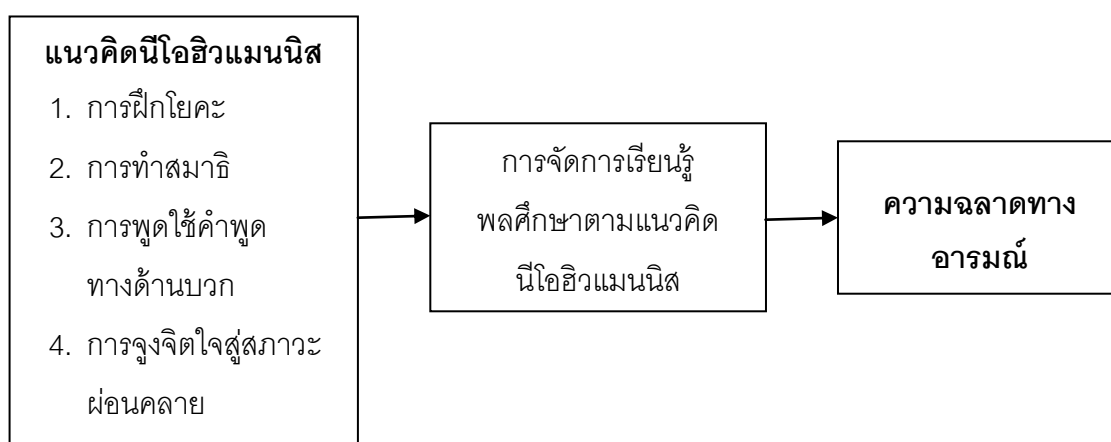 แนวคิดนีโอฮิวแมนนิส
1. การฝึกโยคะ
2. การทำสมาธิ
3. การพูดใช้คำพูด
ทางด้านบวก
4. การจูงจิตใจสู่สภาวะ
ผ่อนคลาย
การจัดการเรียนรู้
พลศึกษาตามแนวคิด
นีโอฮิวแมนนิส
ความฉลาดทาง
อารมณ์